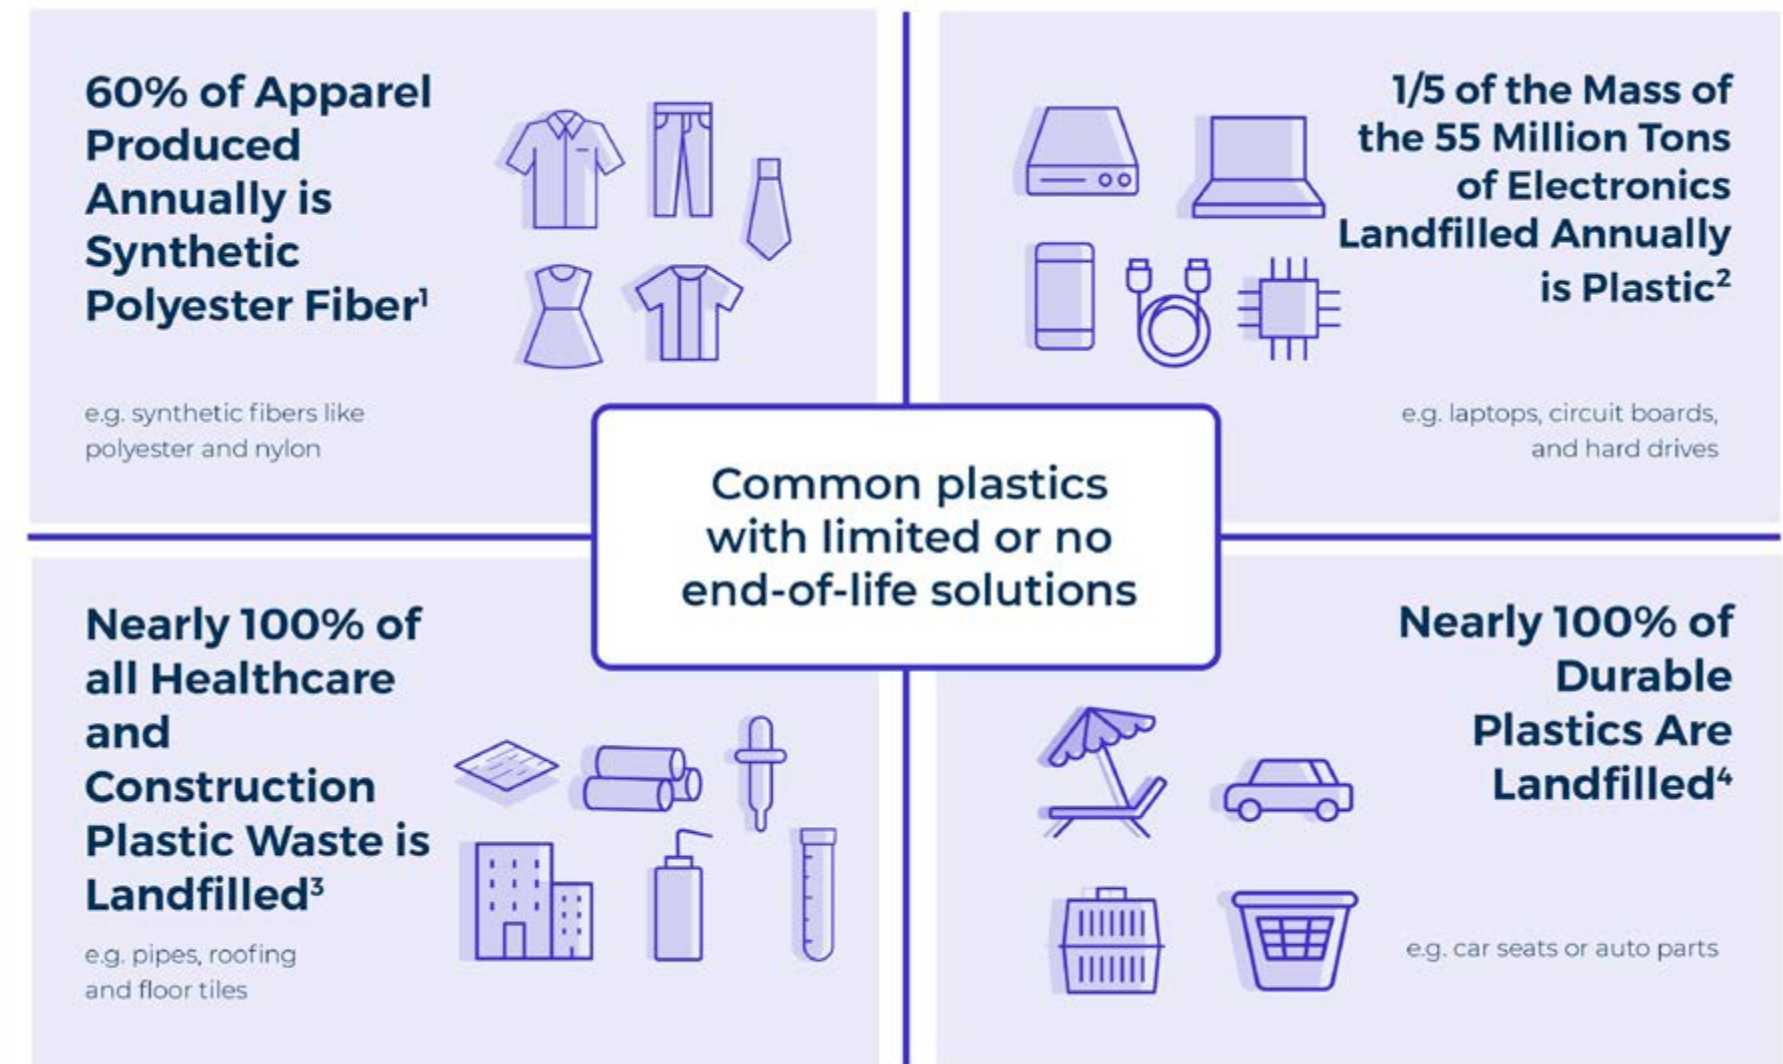 60% of Apparel
Produced
Annually is
Synthetic
Polyester Fiber¹
e.g. synthetic fibers like
polyester and nylon
1/5 of the Mass of
the 55 Million Tons
of Electronics
Landfilled Annually
is Plastic²
e.g. laptops, circuit boards,
and hard drives
Common plastics
with limited or no
end-of-life solutions
Nearly 100% of
all Healthcare
and
Construction
Plastic Waste is
Landfilled³
e.g. pipes, roofing
and floor tiles
Nearly 100% of
Durable
Plastics Are
Landfilled⁴
e.g. car seats or auto parts